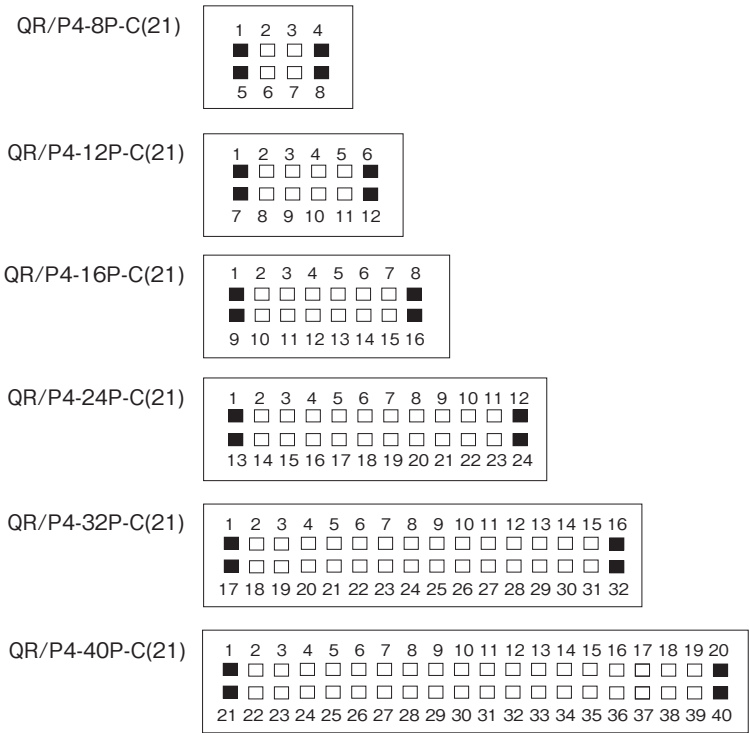 QR/P4-8P-C(21)
1 2 3 4
5 6 7 8
QR/P4-12P-C(21)
1 2 3 4 5 6
7 8 9 10 11 12
QR/P4-16P-C(21)
1 2 3 4 5 6 7 8
9 10 11 12 13 14 15 16
QR/P4-24P-C(21)
1 2 3 4 5 6 7 8 9 10 11 12
13 14 15 16 17 18 19 20 21 22 23 24
QR/P4-32P-C(21)
1 2 3 4 5 6 7 8 9 10 11 12 13 14 15 16
17 18 19 20 21 22 23 24 25 26 27 28 29 30 31 32
QR/P4-40P-C(21)
1 2 3 4 5 6 7 8 9 10 11 12 13 14 15 16 17 18 19 20
21 22 23 24 25 26 27 28 29 30 31 32 33 34 35 36 37 38 39 40